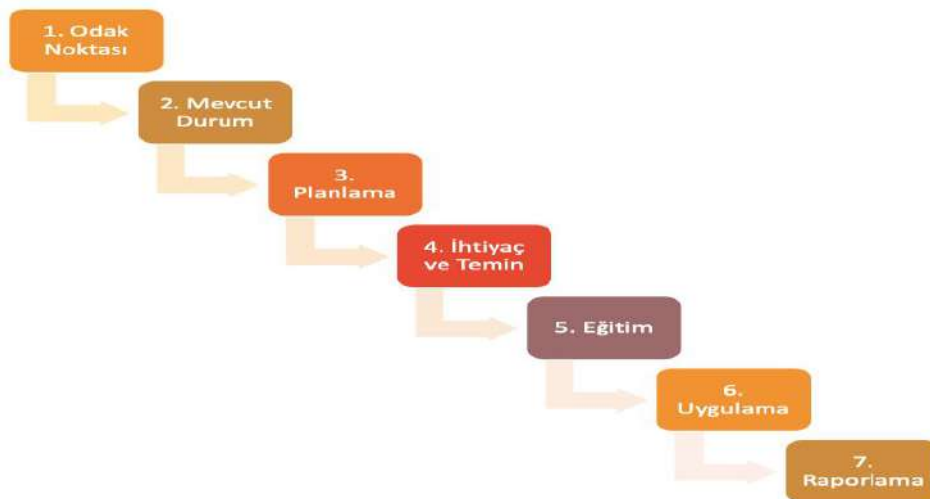 1. Odak
Noktası
2. Mevcut
Durum
3.
Planlama
4. İhtiyaç
ve Temin
5. Eğitim
6.
Uygulama
7.
Raporlama